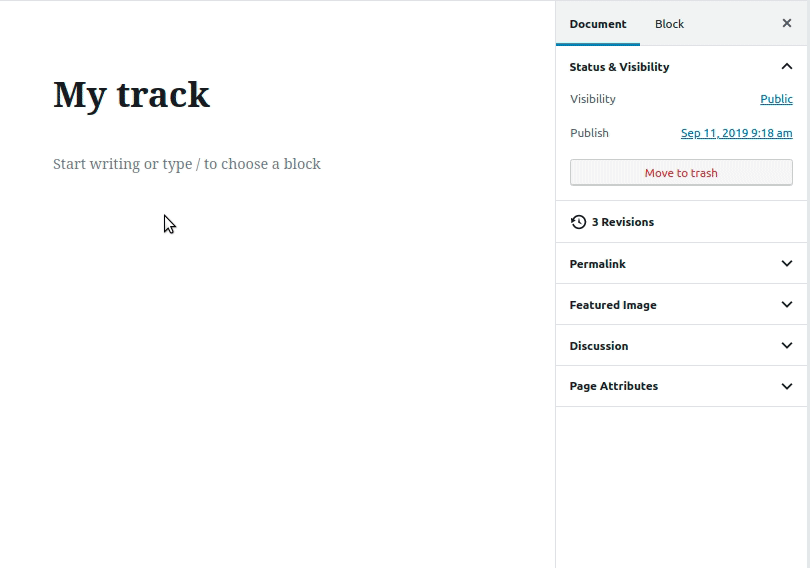 My track
Start writing or type / to choose a block
Document Block
Status & Visibility
Visibility Public
Publish Sep 11, 2019 9:18 am
Move to trash
3 Revisions
Permalink
Featured Image
Discussion
Page Attributes